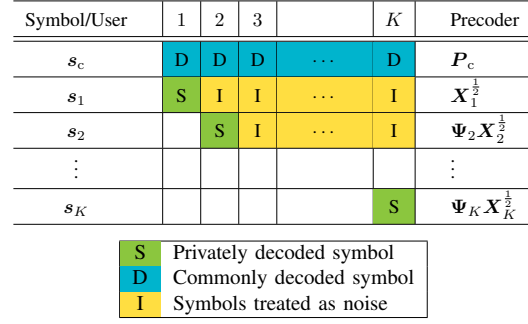 Symbol/User 1 2 3 K Precoder
s_c D D D ··· D P_c
s_1 S I I ··· I X_1^{1/2}
s_2 S I ··· I Ψ_2 X_2^{1/2}
⋮ ⋮
s_K S Ψ_K X_K^{1/2}
S Privately decoded symbol
D Commonly decoded symbol
I Symbols treated as noise